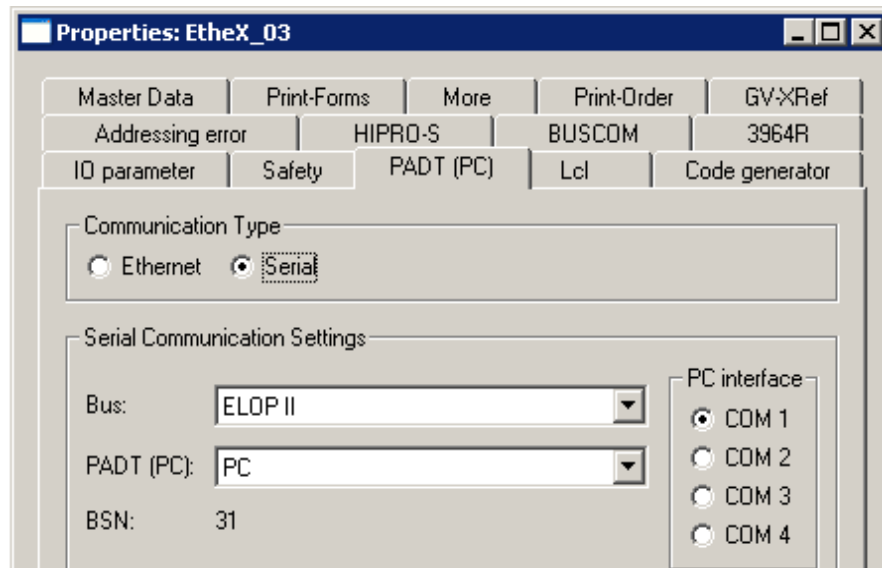 Properties: EtheX_03
Master Data Print-Forms More Print-Order GV-XRef
Addressing error HIPRO-S BUSCOM 3964R
IO parameter Safety PADT (PC) Lcl Code generator
Communication Type
Ethernet Serial
Serial Communication Settings
PC interface
Bus: ELOP II
COM 1
PADT (PC): PC
COM 2
COM 3
BSN: 31
COM 4